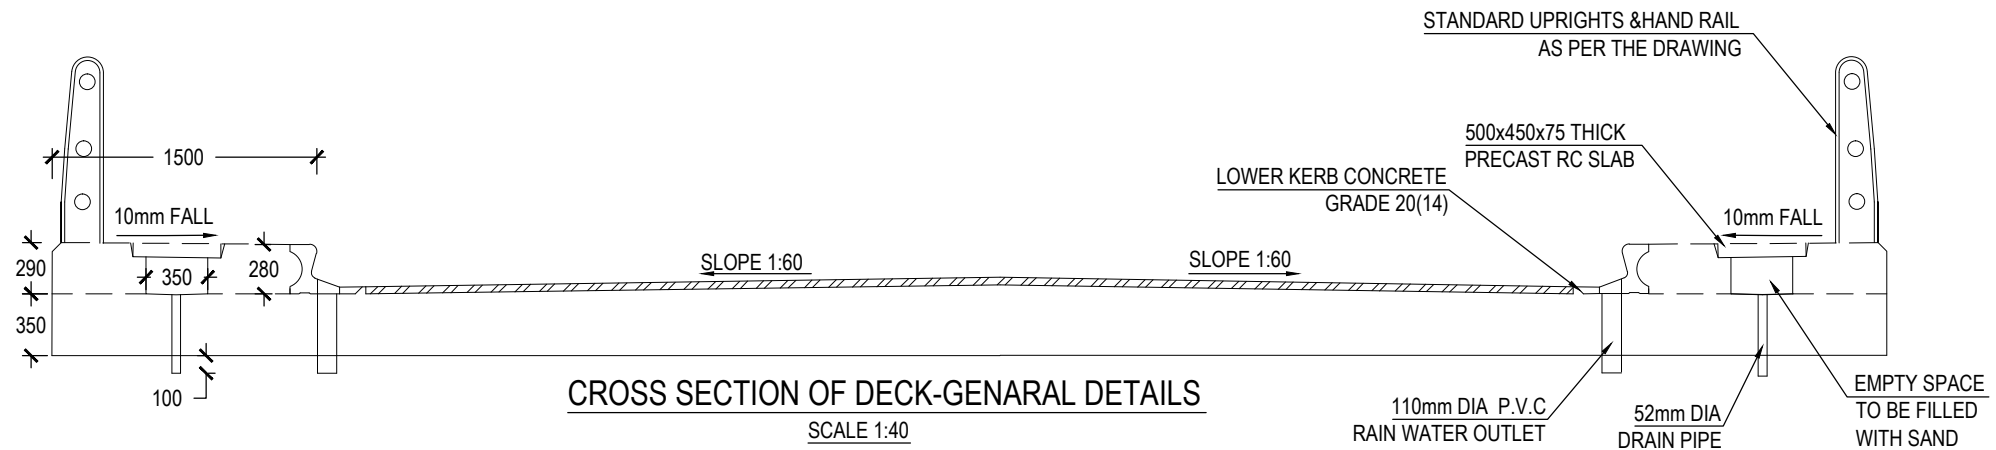 STANDARD UPRIGHTS &HAND RAIL
AS PER THE DRAWING
1500
500x450x75 THICK
PRECAST RC SLAB
LOWER KERB CONCRETE
GRADE 20(14)
10mm FALL
10mm FALL
290
350
280
SLOPE 1:60
SLOPE 1:60
350
100
CROSS SECTION OF DECK-GENARAL DETAILS
SCALE 1:40
110mm DIA P.V.C
RAIN WATER OUTLET
52mm DIA
DRAIN PIPE
EMPTY SPACE
TO BE FILLED
WITH SAND